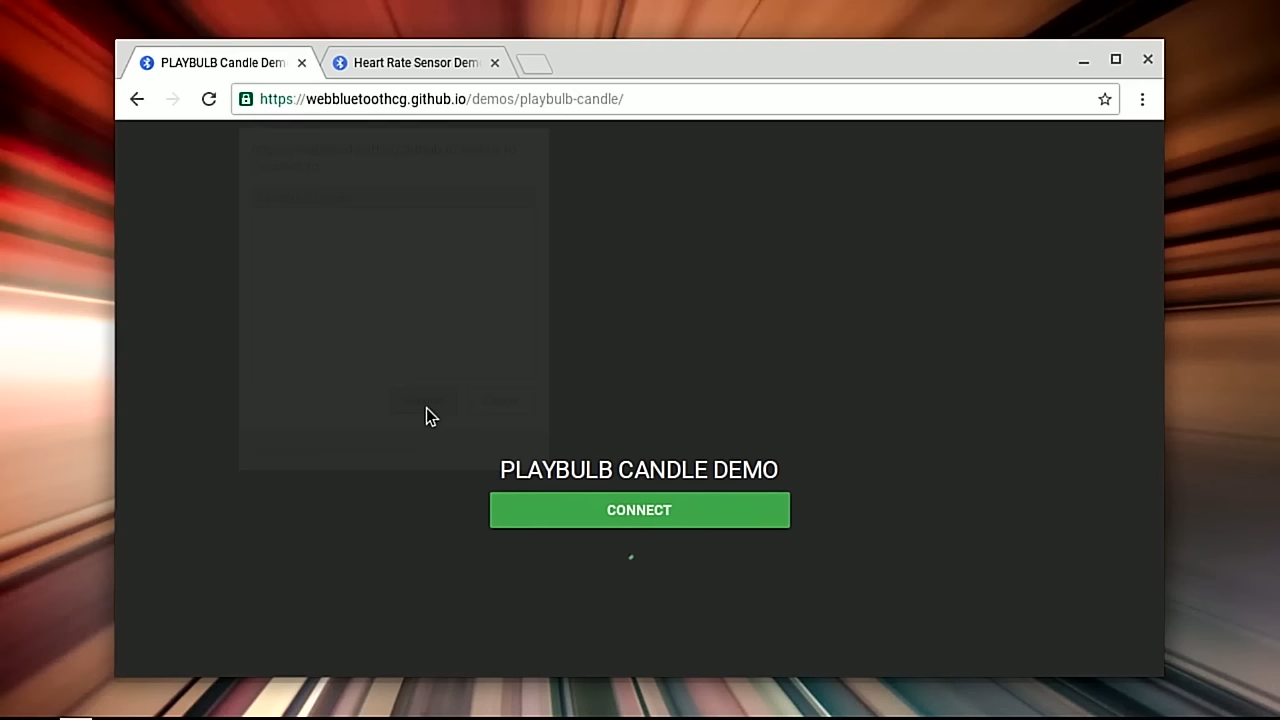 PLAYBULB Candle Dem
Heart Rate Sensor Dem
https://webbluetoothcg.github.io/demos/playbulb-candle/
PLAYBULB CANDLE DEMO
CONNECT